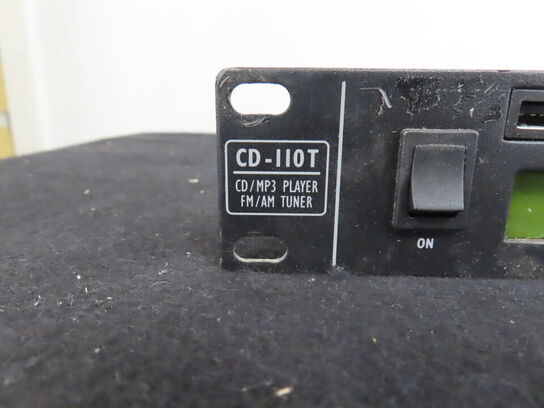 CD-110T
CD/MP3 PLAYER
FM/AM TUNER
ON